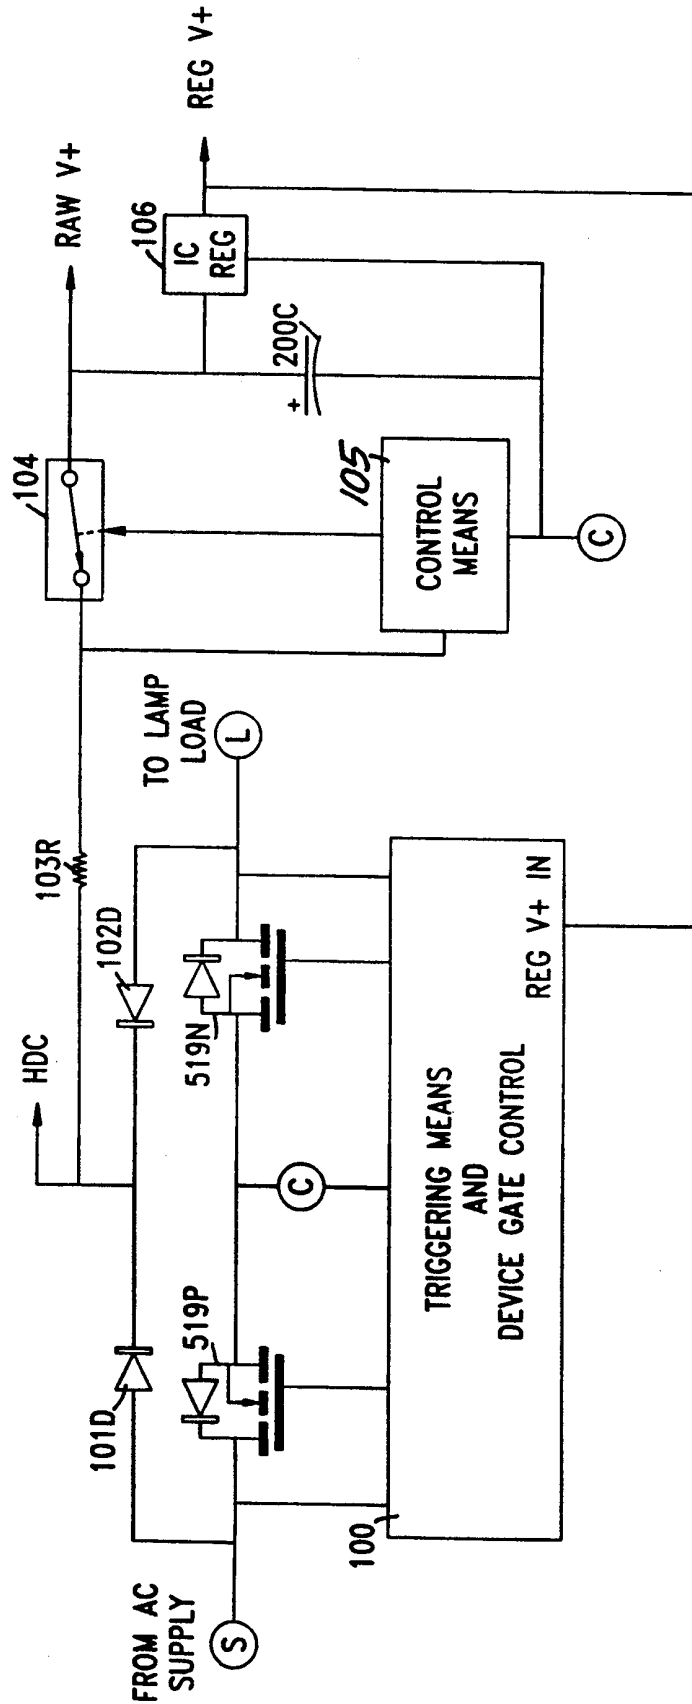 FROM AC
SUPPLY
S
101D
519P
HDC
C
102D
519N
103R
TO LAMP
LOAD
L
104
RAW V+
106
IC
REG
REG V+
+
200C
105
CONTROL
MEANS
C
100
TRIGGERING MEANS
AND
DEVICE GATE CONTROL
REG V+ IN